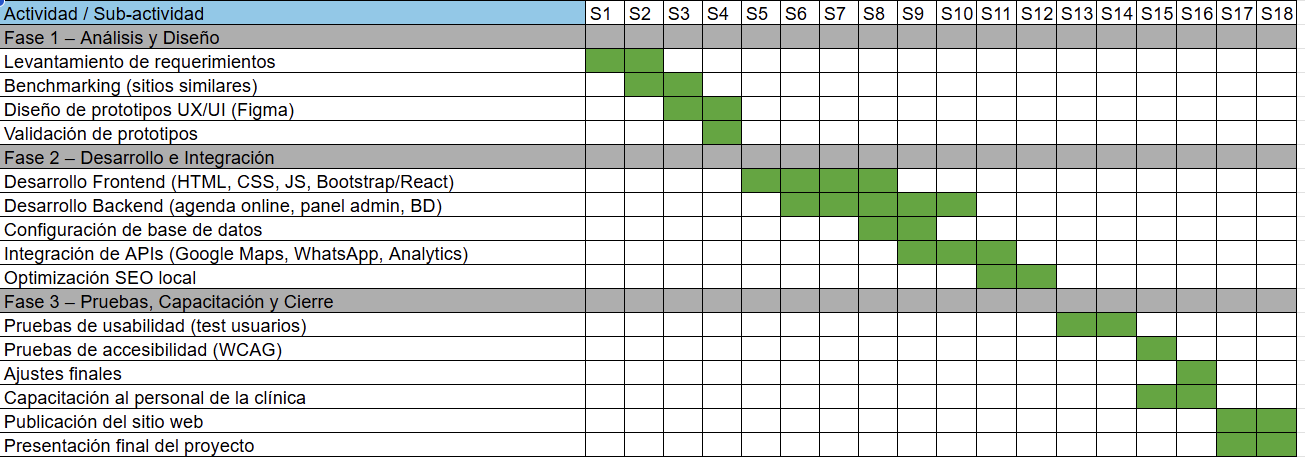 Actividad / Sub-actividad S1 S2 S3 S4 S5 S6 S7 S8 S9 S10 S11 S12 S13 S14 S15 S16 S17 S18
Fase 1 – Análisis y Diseño
Levantamiento de requerimientos
Benchmarking (sitios similares)
Diseño de prototipos UX/UI (Figma)
Validación de prototipos
Fase 2 – Desarrollo e Integración
Desarrollo Frontend (HTML, CSS, JS, Bootstrap/React)
Desarrollo Backend (agenda online, panel admin, BD)
Configuración de base de datos
Integración de APIs (Google Maps, WhatsApp, Analytics)
Optimización SEO local
Fase 3 – Pruebas, Capacitación y Cierre
Pruebas de usabilidad (test usuarios)
Pruebas de accesibilidad (WCAG)
Ajustes finales
Capacitación al personal de la clínica
Publicación del sitio web
Presentación final del proyecto